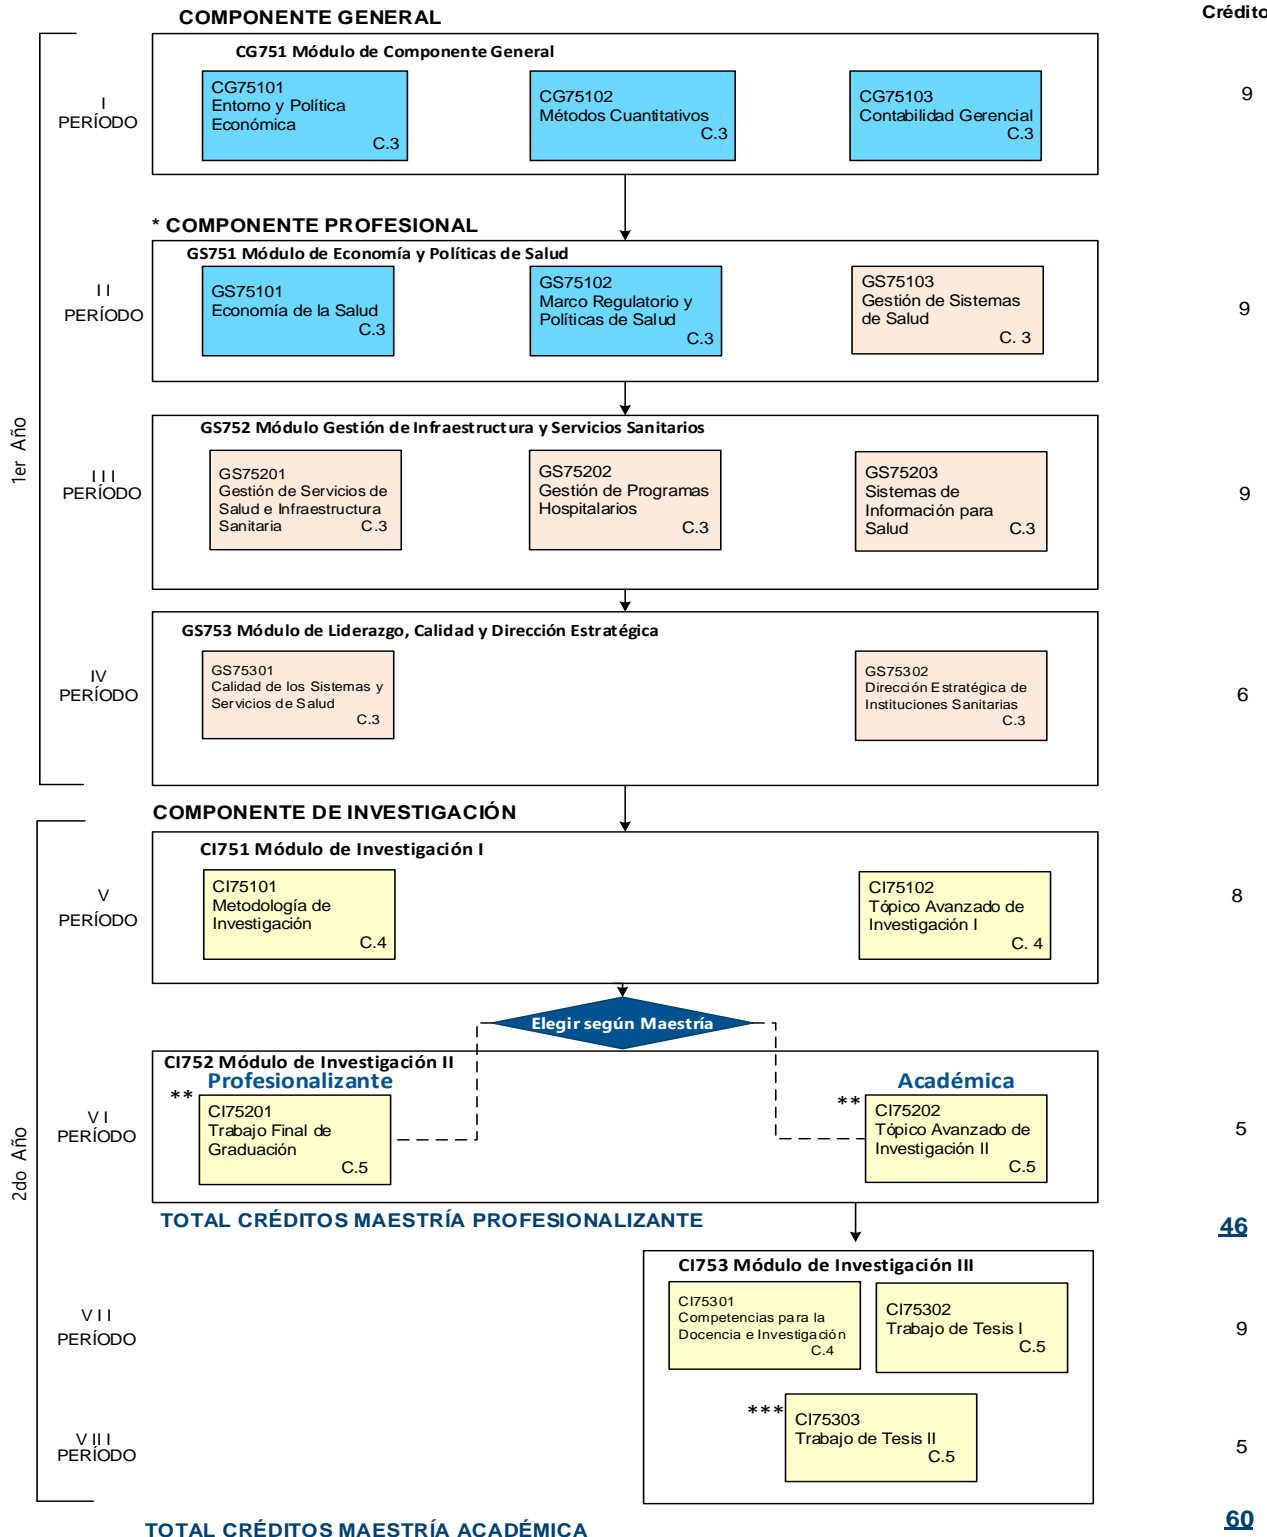 COMPONENTE GENERAL
Crédito
CG751 Módulo de Componente General
I
PERÍODO
CG75101
Entorno y Política
Económica
C.3
CG75102
Métodos Cuantitativos
C.3
CG75103
Contabilidad Gerencial
C.3
9
* COMPONENTE PROFESIONAL
GS751 Módulo de Economía y Políticas de Salud
II
PERÍODO
GS75101
Economía de la Salud
C.3
GS75102
Marco Regulatorio y
Políticas de Salud
C.3
GS75103
Gestión de Sistemas
de Salud
C. 3
9
1er Año
GS752 Módulo Gestión de Infraestructura y Servicios Sanitarios
III
PERÍODO
GS75201
Gestión de Servicios de
Salud e Infraestructura
Sanitaria C.3
GS75202
Gestión de Programas
Hospitalarios
C.3
GS75203
Sistemas de
Información para
Salud C.3
9
GS753 Módulo de Liderazgo, Calidad y Dirección Estratégica
IV
PERÍODO
GS75301
Calidad de los Sistemas y
Servicios de Salud
C.3
GS75302
Dirección Estratégica de
Instituciones Sanitarias
C.3
6
COMPONENTE DE INVESTIGACIÓN
CI751 Módulo de Investigación I
V
PERÍODO
CI75101
Metodología de
Investigación
C.4
CI75102
Tópico Avanzado de
Investigación I
C. 4
8
Elegir según Maestría
2do Año
CI752 Módulo de Investigación II
Profesionalizante
Académica
VI
PERÍODO
**
CI75201
Trabajo Final de
Graduación
C.5
**
CI75202
Tópico Avanzado de
Investigación II
C.5
5
TOTAL CRÉDITOS MAESTRÍA PROFESIONALIZANTE
46
CI753 Módulo de Investigación III
VII
PERÍODO
CI75301
Competencias para la
Docencia e Investigación
C.4
CI75302
Trabajo de Tesis I
C.5
9
VIII
PERÍODO
***
CI75303
Trabajo de Tesis II
C.5
5
TOTAL CRÉDITOS MAESTRÍA ACADÉMICA
60